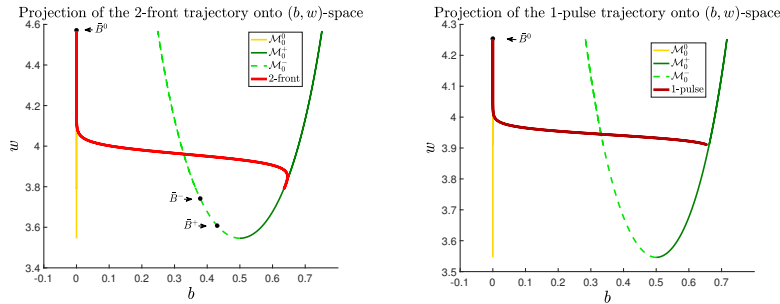 Projection of the 2-front trajectory onto (b, w)-space
4.6
4.4
4.2
4
3.8
3.6
3.4
w
B̄⁰
M₀⁰
M₀⁺
M₀⁻
2-front
B̄⁻
B̄⁺
-0.1 0 0.1 0.2 0.3 0.4 0.5 0.6 0.7
b
Projection of the 1-pulse trajectory onto (b, w)-space
4.3
4.2
4.1
4
3.9
3.8
3.7
3.6
3.5
w
B̄⁰
M₀⁰
M₀⁺
M₀⁻
1-pulse
-0.1 0 0.1 0.2 0.3 0.4 0.5 0.6 0.7
b